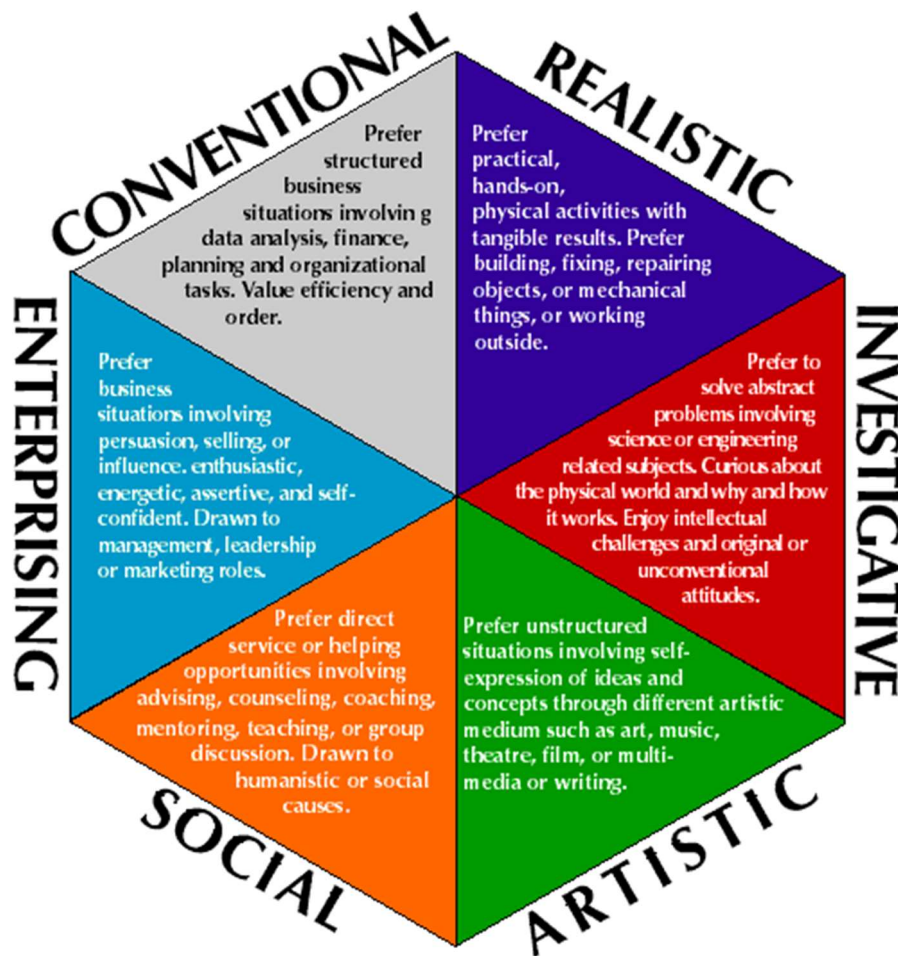 CONVENTIONAL
Prefer
structured
business
situations involvin g
data analysis, finance,
planning and organizational
tasks. Value efficiency and
order.
REALISTIC
Prefer
practical,
hands-on,
physical activities with
tangible results. Prefer
building, fixing, repairing
objects, or mechanical
things, or working
outside.
INVESTIGATIVE
Prefer to
solve abstract
problems involving
science or engineering
related subjects. Curious about
the physical world and why and how
it works. Enjoy intellectual
challenges and original or
unconventional
attitudes.
ARTISTIC
Prefer unstructured
situations involving self-
expression of ideas and
concepts through different artistic
medium such as art, music,
theatre, film, or multi-
media or writing.
SOCIAL
Prefer direct
service or helping
opportunities involving
advising, counseling, coaching,
mentoring, teaching, or group
discussion. Drawn to
humanistic or social
causes.
ENTERPRISING
Prefer
business
situations involving
persuasion, selling, or
influence. enthusiastic,
energetic, assertive, and self-
confident. Drawn to
management, leadership
or marketing roles.